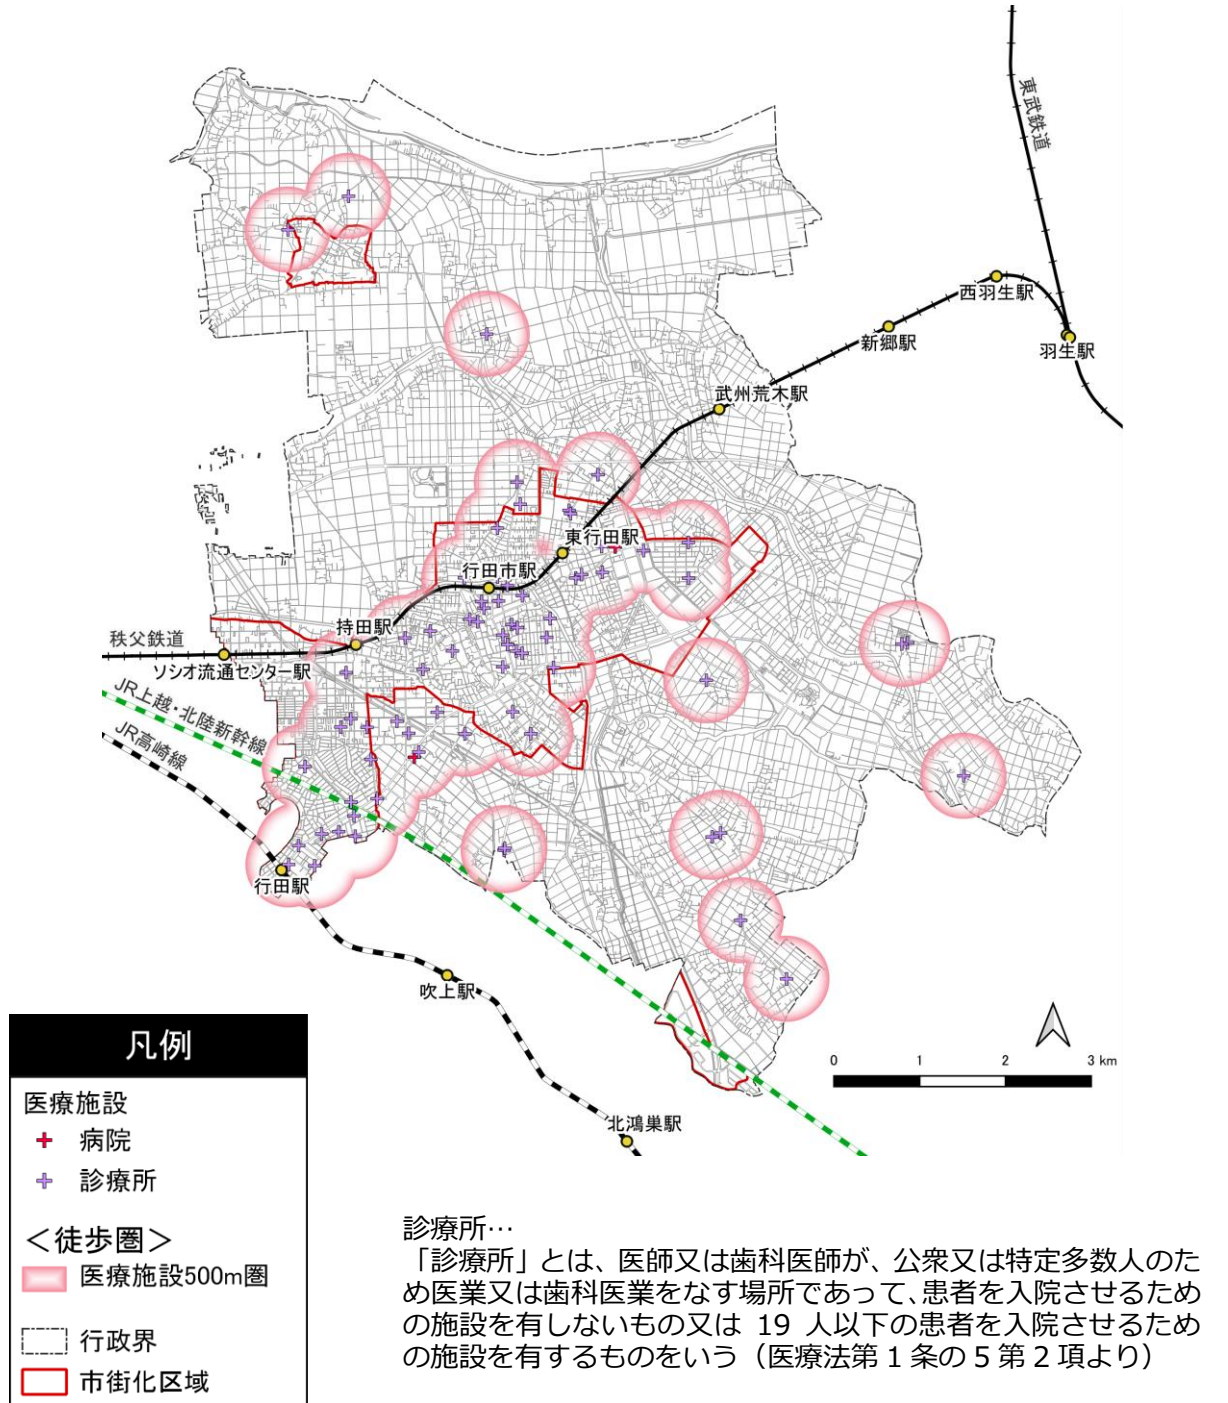 東武鉄道
西羽生駅
新郷駅
羽生駅
武州荒木駅
東行田駅
行田市駅
持田駅
秩父鉄道
ソシオ流通センター駅
JR上越・北陸新幹線
JR高崎線
行田駅
吹上駅
北鴻巣駅
0 1 2 3 km
凡例
医療施設
病院
診療所
＜徒歩圏＞
医療施設500m圏
行政界
市街化区域
診療所…
「診療所」とは、医師又は歯科医師が、公衆又は特定多数人のた
め医業又は歯科医業をなす場所であって、患者を入院させるため
の施設を有しないもの又は 19 人以下の患者を入院させるため
の施設を有するものをいう（医療法第１条の５第２項より）